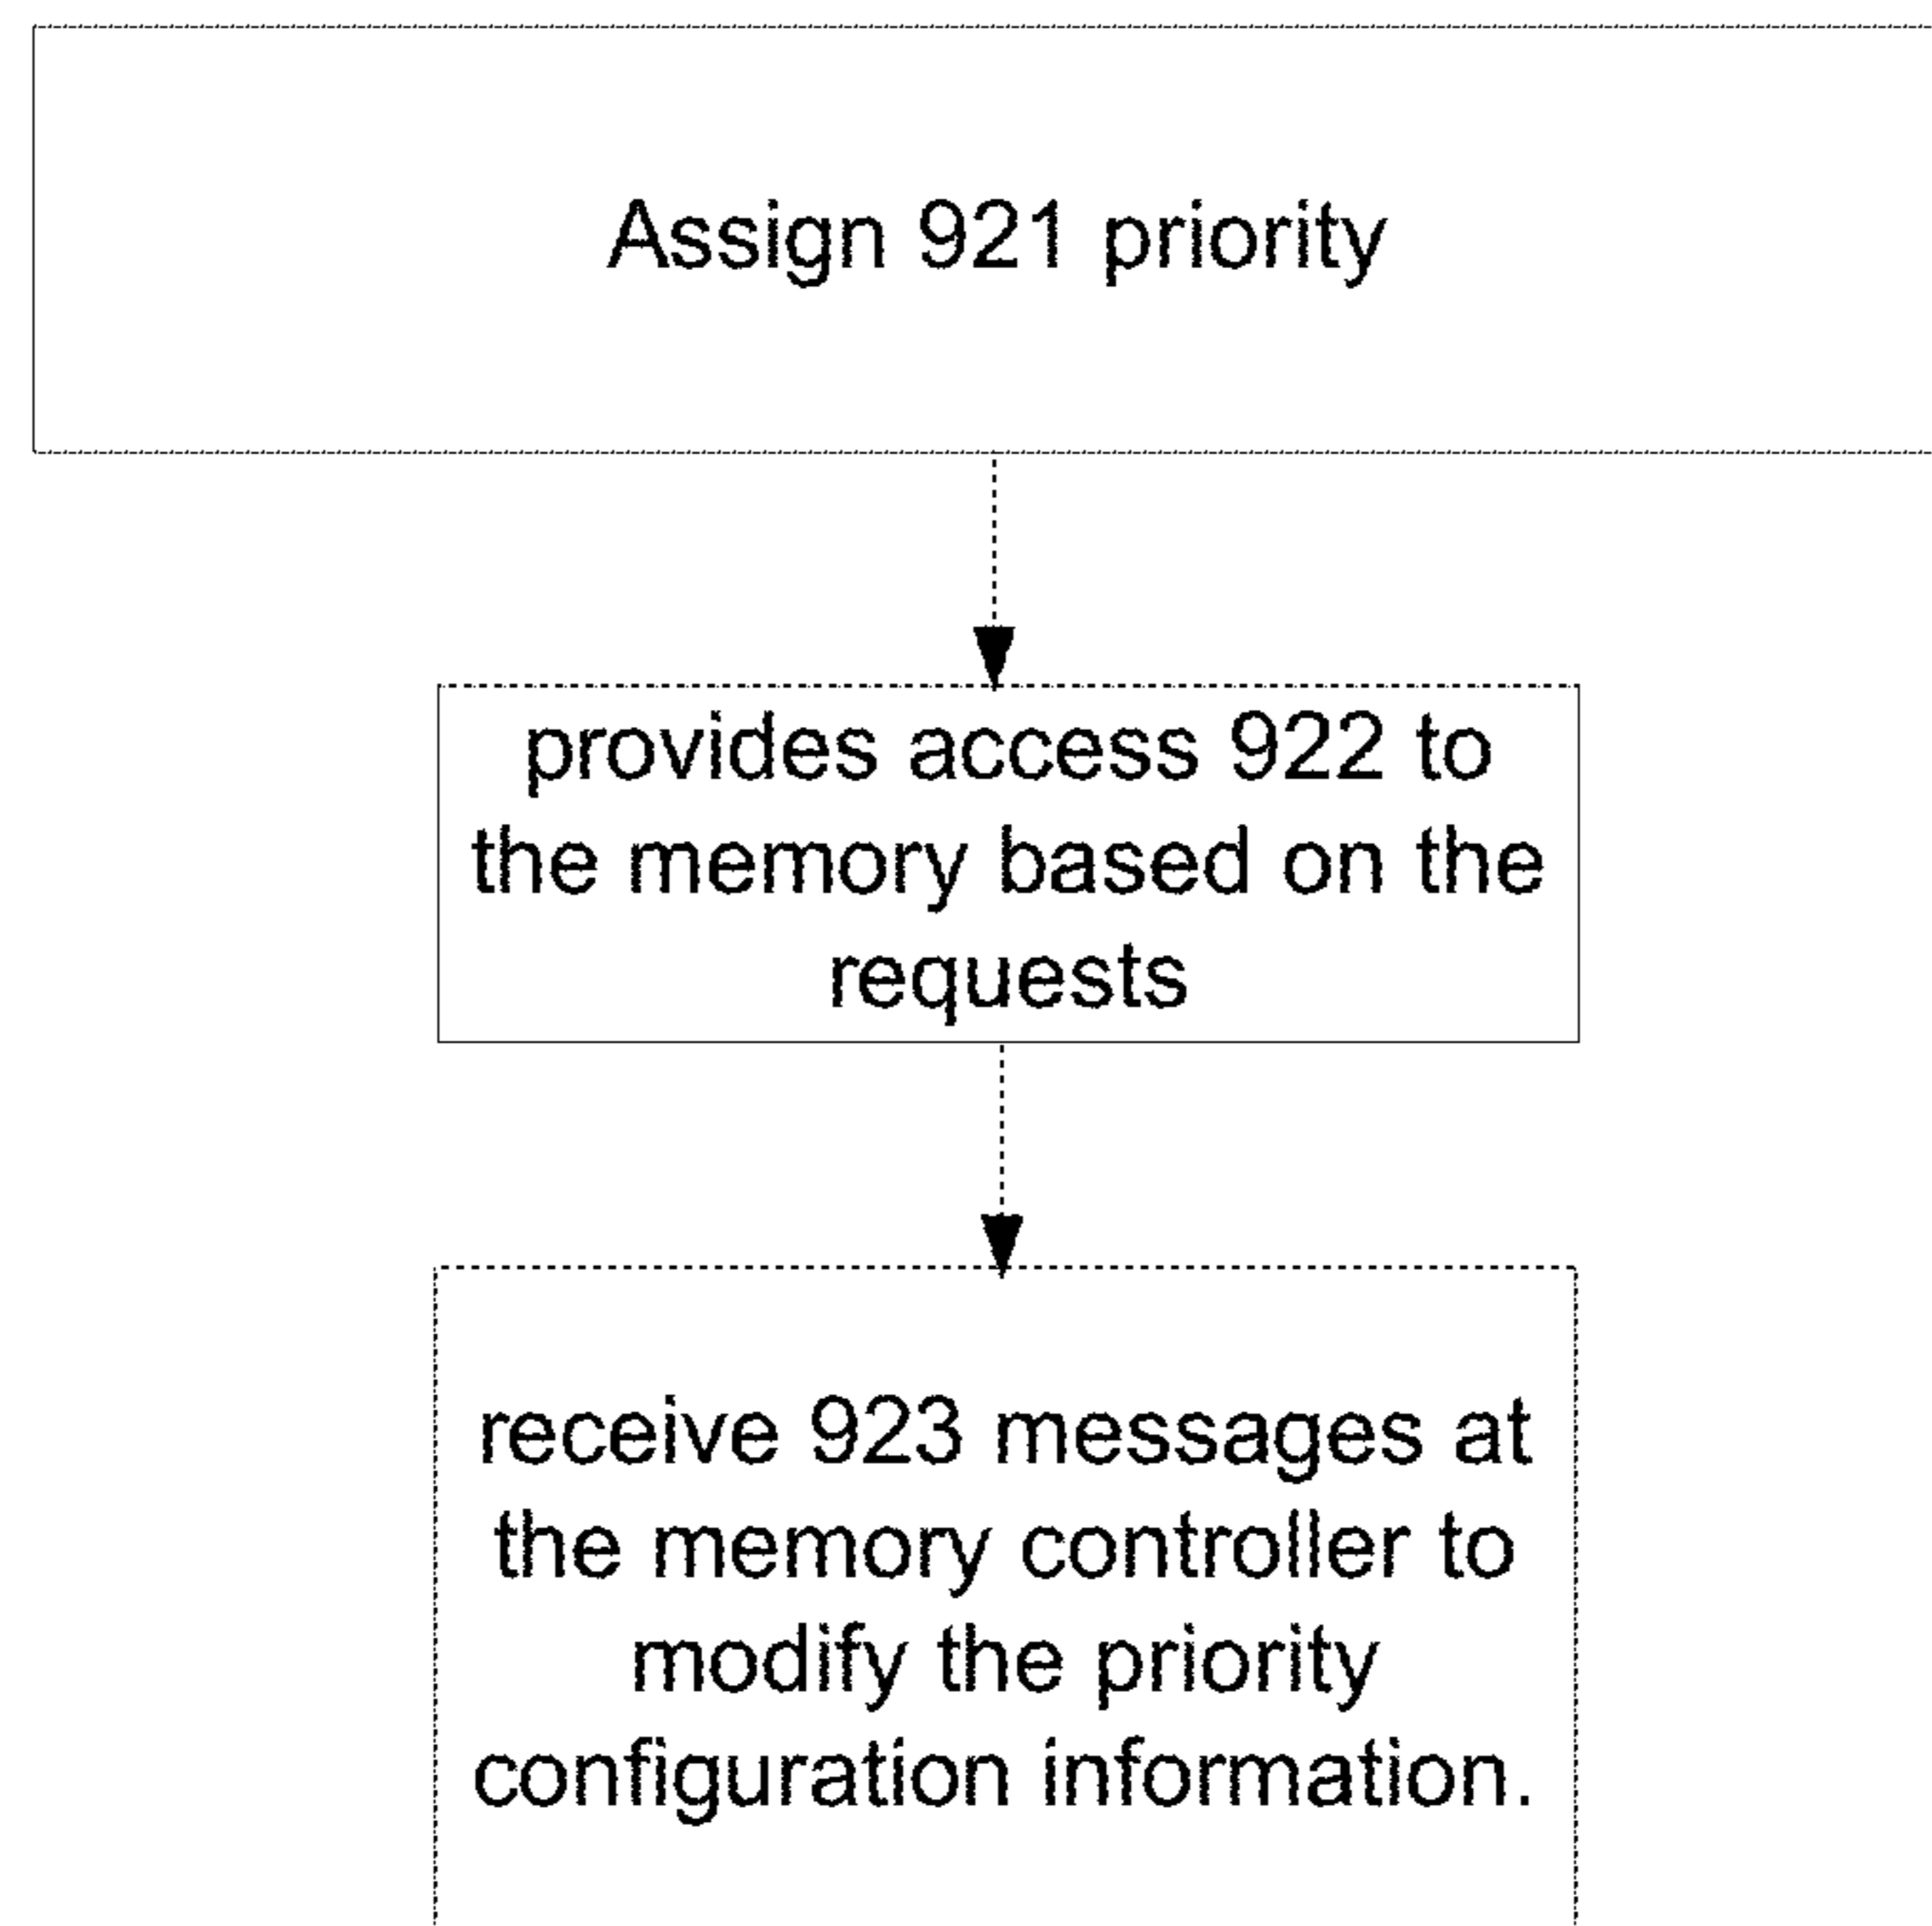 Assign 921 priority
provides access 922 to
the memory based on the
requests
receive 923 messages at
the memory controller to
modify the priority
configuration information.